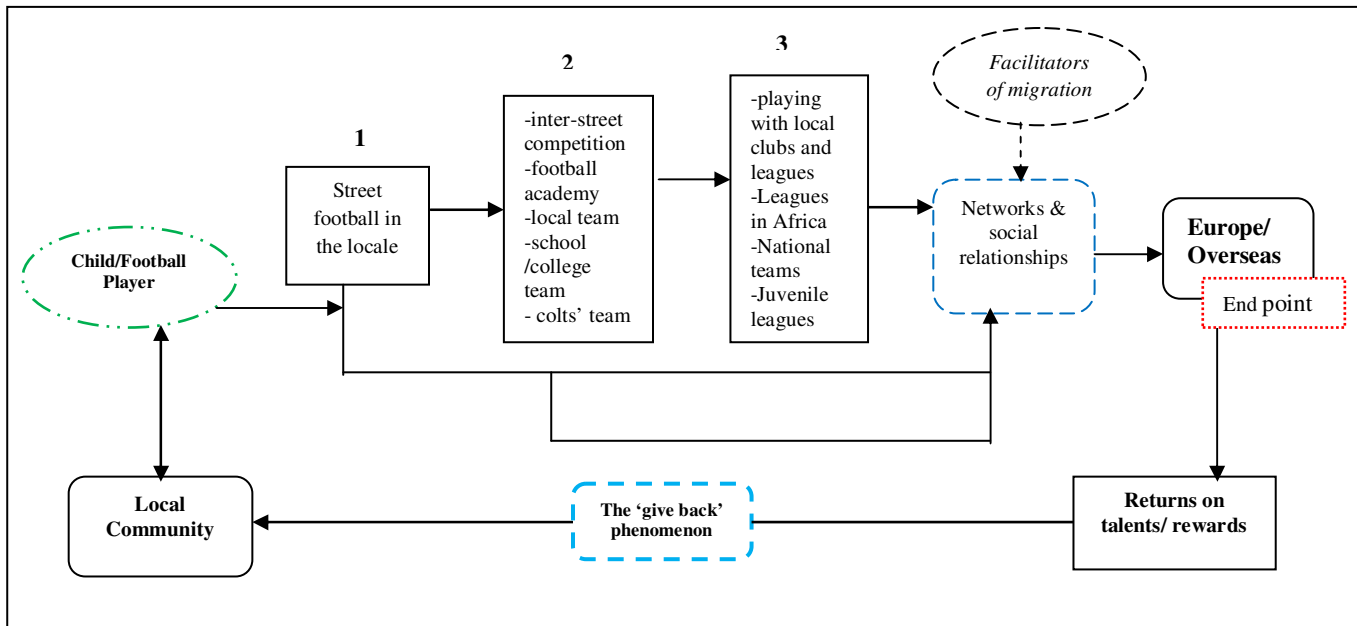 1
2
3
Facilitators
of migration
Child/Football
Player
Street
football in
the locale
-inter-street
competition
-football
academy
-local team
-school
/college
team
- colts' team
-playing
with local
clubs and
leagues
-Leagues
in Africa
-National
teams
-Juvenile
leagues
Networks &
social
relationships
Europe/
Overseas
End point
Local
Community
The ‘give back’
phenomenon
Returns on
talents/ rewards